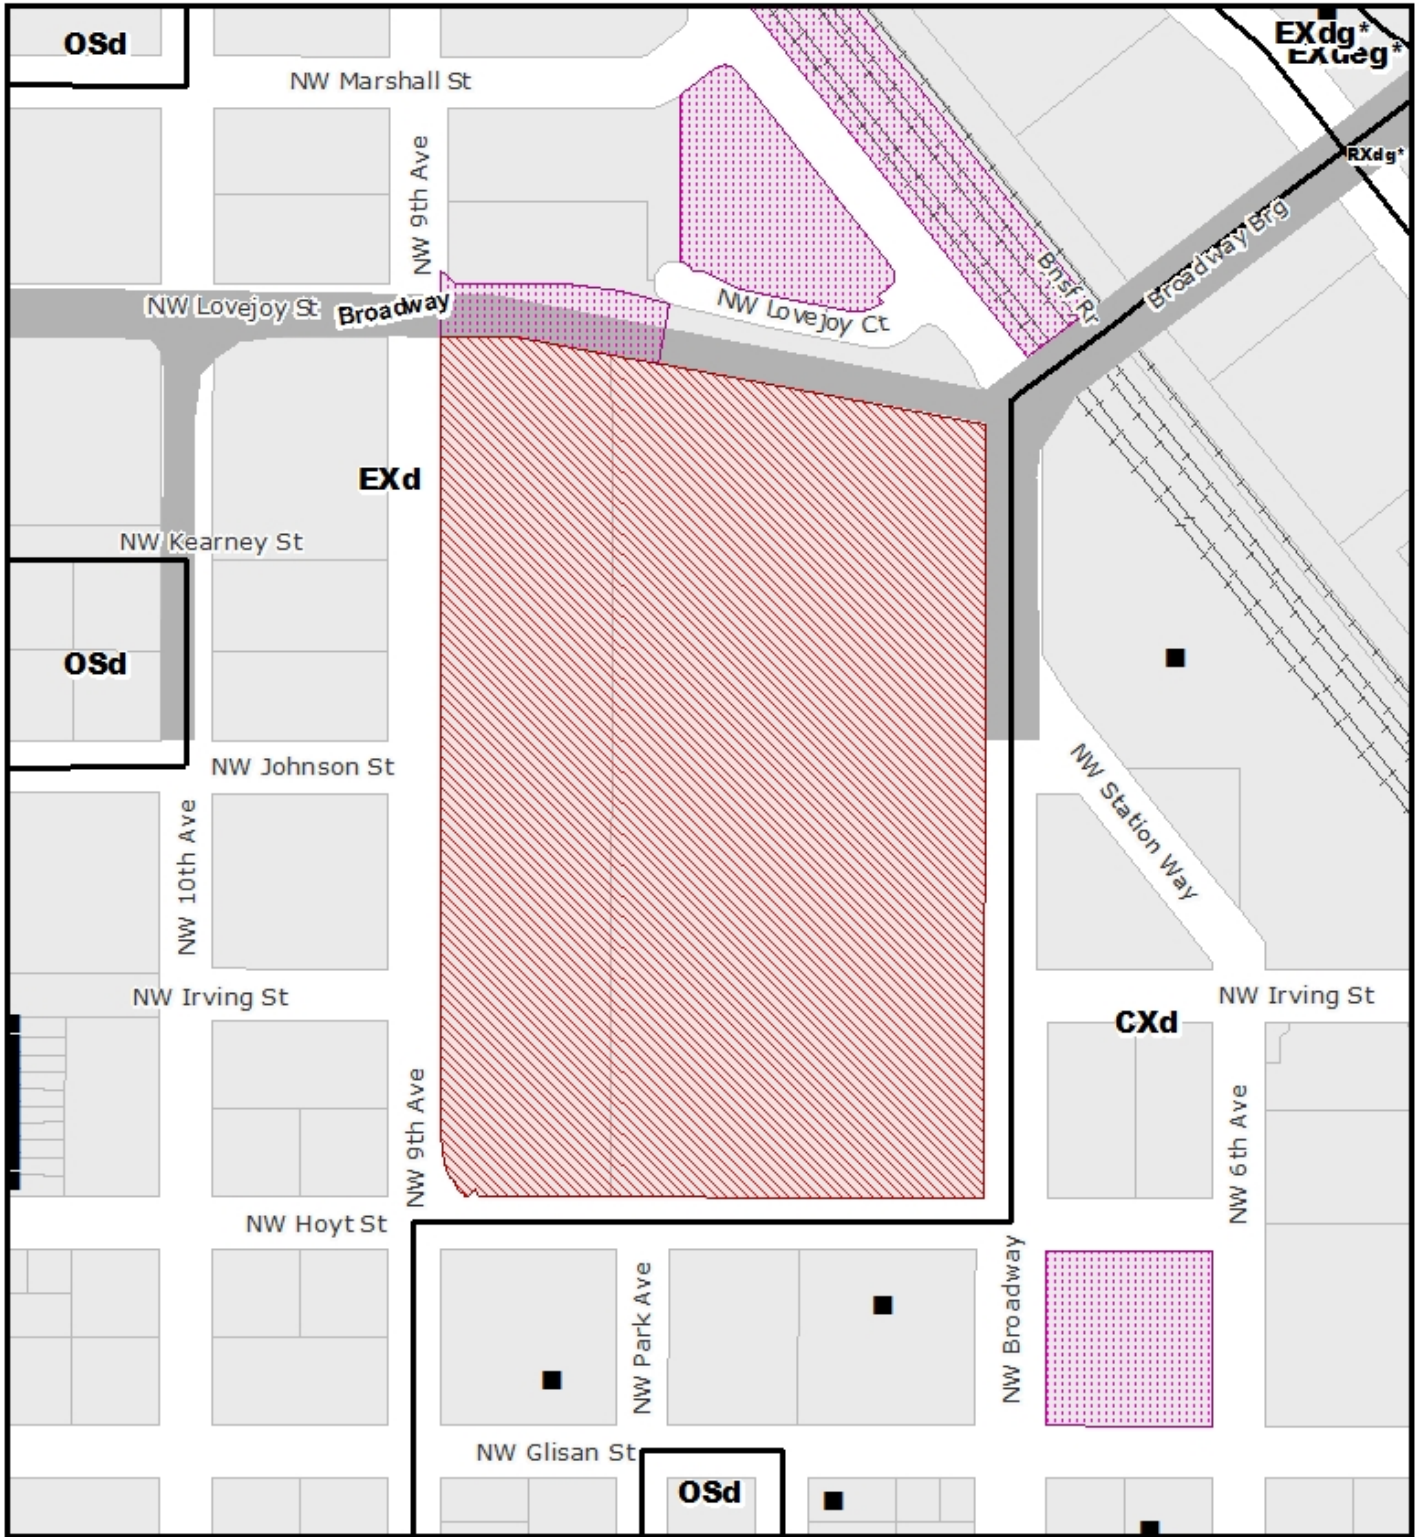 OSd
EXdg*
EXdeg*
NW Marshall St
RXdg*
NW 9th Ave
Broadway Brg
Bnsf Rr
NW Lovejoy St
Broadway
NW Lovejoy Ct
EXd
NW Kearney St
OSd
NW Johnson St
NW Station Way
NW 10th Ave
NW Irving St
NW Irving St
CXd
NW 9th Ave
NW 6th Ave
NW Hoyt St
NW Park Ave
NW Broadway
NW Glisan St
OSd